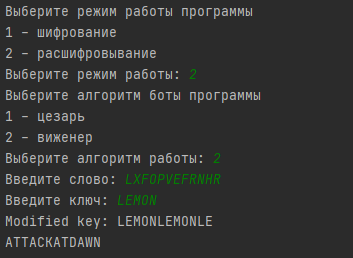 Выберите режим работы программы
1 – шифрование
2 – расшифровывание
Выберите режим работы: 2
Выберите алгоритм боты программы
1 – цезарь
2 – виженер
Выберите алгоритм работы: 2
Введите слово: LXFOPVEFRNHR
Введите ключ: LEMON
Modified key: LEMONLEMONLE
ATTACKATDAWN